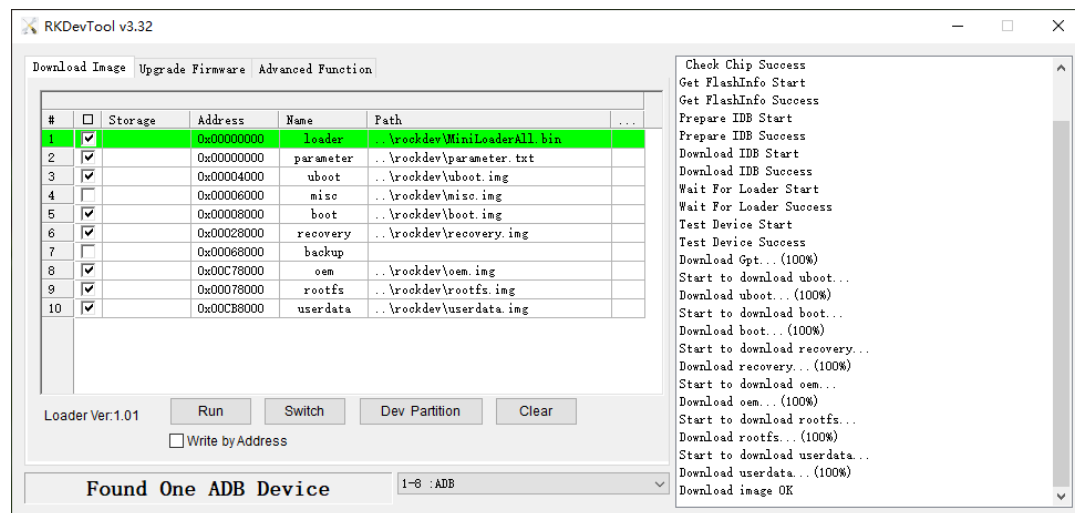 RKDevTool v3.32
Download Image Upgrade Firmware Advanced Function
# Storage Address Name Path ...
1 0x00000000 loader ..\rockdev\MiniLoaderAll.bin
2 0x00000000 parameter ..\rockdev\parameter.txt
3 0x00004000 uboot ..\rockdev\uboot.img
4 0x00006000 misc ..\rockdev\misc.img
5 0x00008000 boot ..\rockdev\boot.img
6 0x00028000 recovery ..\rockdev\recovery.img
7 0x00068000 backup
8 0x00C78000 oem ..\rockdev\oem.img
9 0x00078000 rootfs ..\rockdev\rootfs.img
10 0x00CB8000 userdata ..\rockdev\userdata.img
Loader Ver:1.01 Run Switch Dev Partition Clear
Write by Address
Found One ADB Device 1-8 :ADB
Check Chip Success
Get FlashInfo Start
Get FlashInfo Success
Prepare IDB Start
Prepare IDB Success
Download IDB Start
Download IDB Success
Wait For Loader Start
Wait For Loader Success
Test Device Start
Test Device Success
Download Gpt...(100%)
Start to download uboot...
Download uboot...(100%)
Start to download boot...
Download boot...(100%)
Start to download recovery...
Download recovery...(100%)
Start to download oem...
Download oem...(100%)
Start to download rootfs...
Download rootfs...(100%)
Start to download userdata...
Download userdata...(100%)
Download image OK